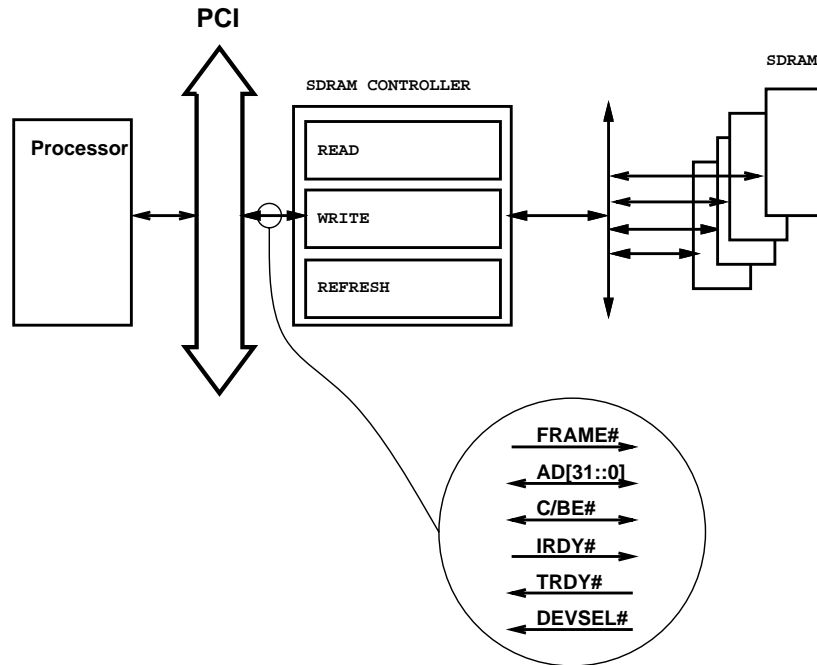 PCI
SDRAM
SDRAM CONTROLLER
Processor
READ
WRITE
REFRESH
FRAME#
AD[31::0]
C/BE#
IRDY#
TRDY#
DEVSEL#